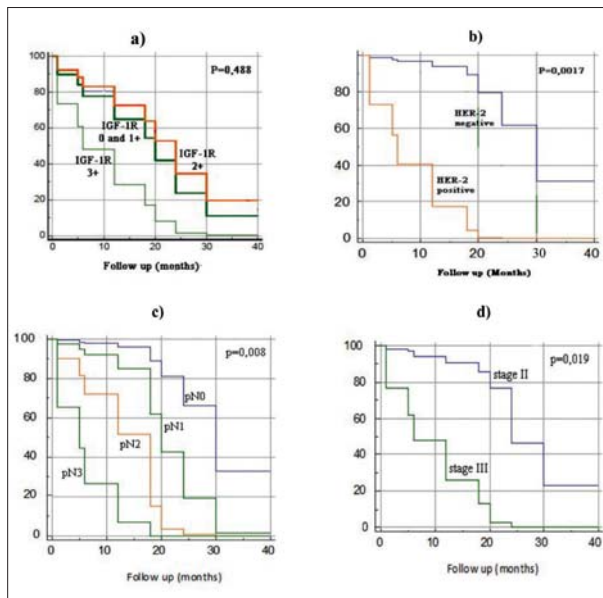 a)
P=0,488
100
80
60
40
20
0
IGF-1R
0 and 1+
IGF-1R
2+
IGF-1R
3+
0 10 20 30 40
Follow up (months)
b)
P=0,0017
100
80
60
40
20
0
HER-2
negative
HER-2
positive
0 10 20 30 40
Follow up (Months)
c)
p=0,008
100
80
60
40
20
0
pN0
pN1
pN2
pN3
0 10 20 30 40
Follow up (months)
d)
p=0,019
100
80
60
40
20
0
stage II
stage III
0 10 20 30 40
Follow up (months)